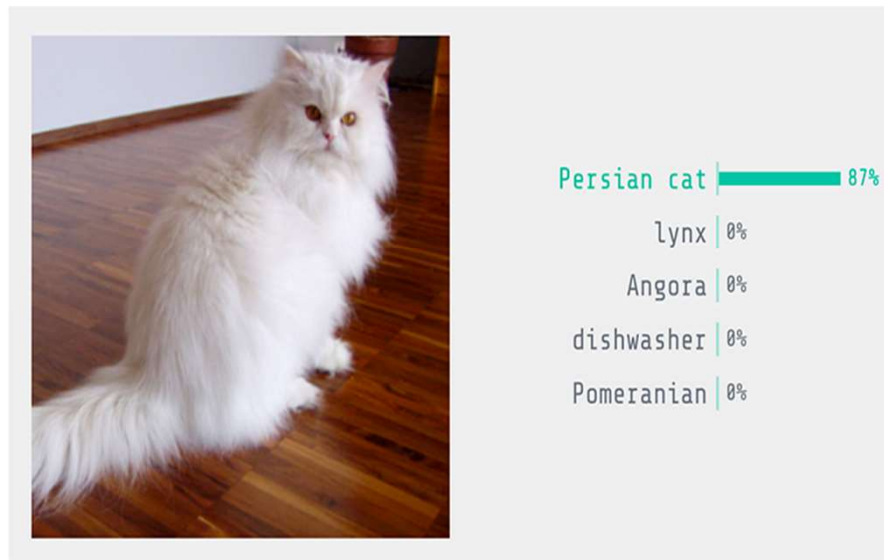 Persian cat 87%
lynx 0%
Angora 0%
dishwasher 0%
Pomeranian 0%